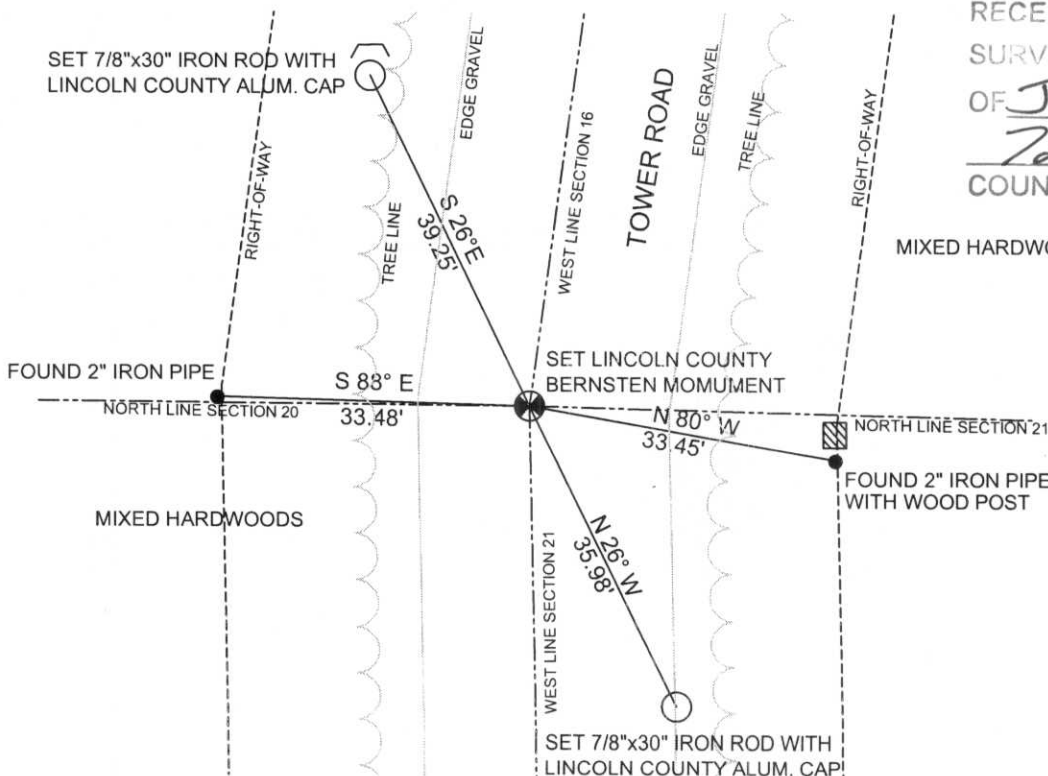 RECE
SURV
OF J
COUN
SET 7/8"x30" IRON ROD WITH
LINCOLN COUNTY ALUM. CAP
RIGHT-OF-WAY
TREE LINE
EDGE GRAVEL
S 26°E
39.25'
WEST LINE SECTION 16
TOWER ROAD
EDGE GRAVEL
TREE LINE
RIGHT-OF-WAY
FOUND 2" IRON PIPE
NORTH LINE SECTION 20
S 88° E
33.48'
SET LINCOLN COUNTY
BERNSTEN MOMUMENT
N 80° W
33.45'
NORTH LINE SECTION 21
FOUND 2" IRON PIPE
WITH WOOD POST
MIXED HARDWO
MIXED HARDWOODS
WEST LINE SECTION 21
N 26° W
35.98'
SET 7/8"x30" IRON ROD WITH
LINCOLN COUNTY ALUM. CAP